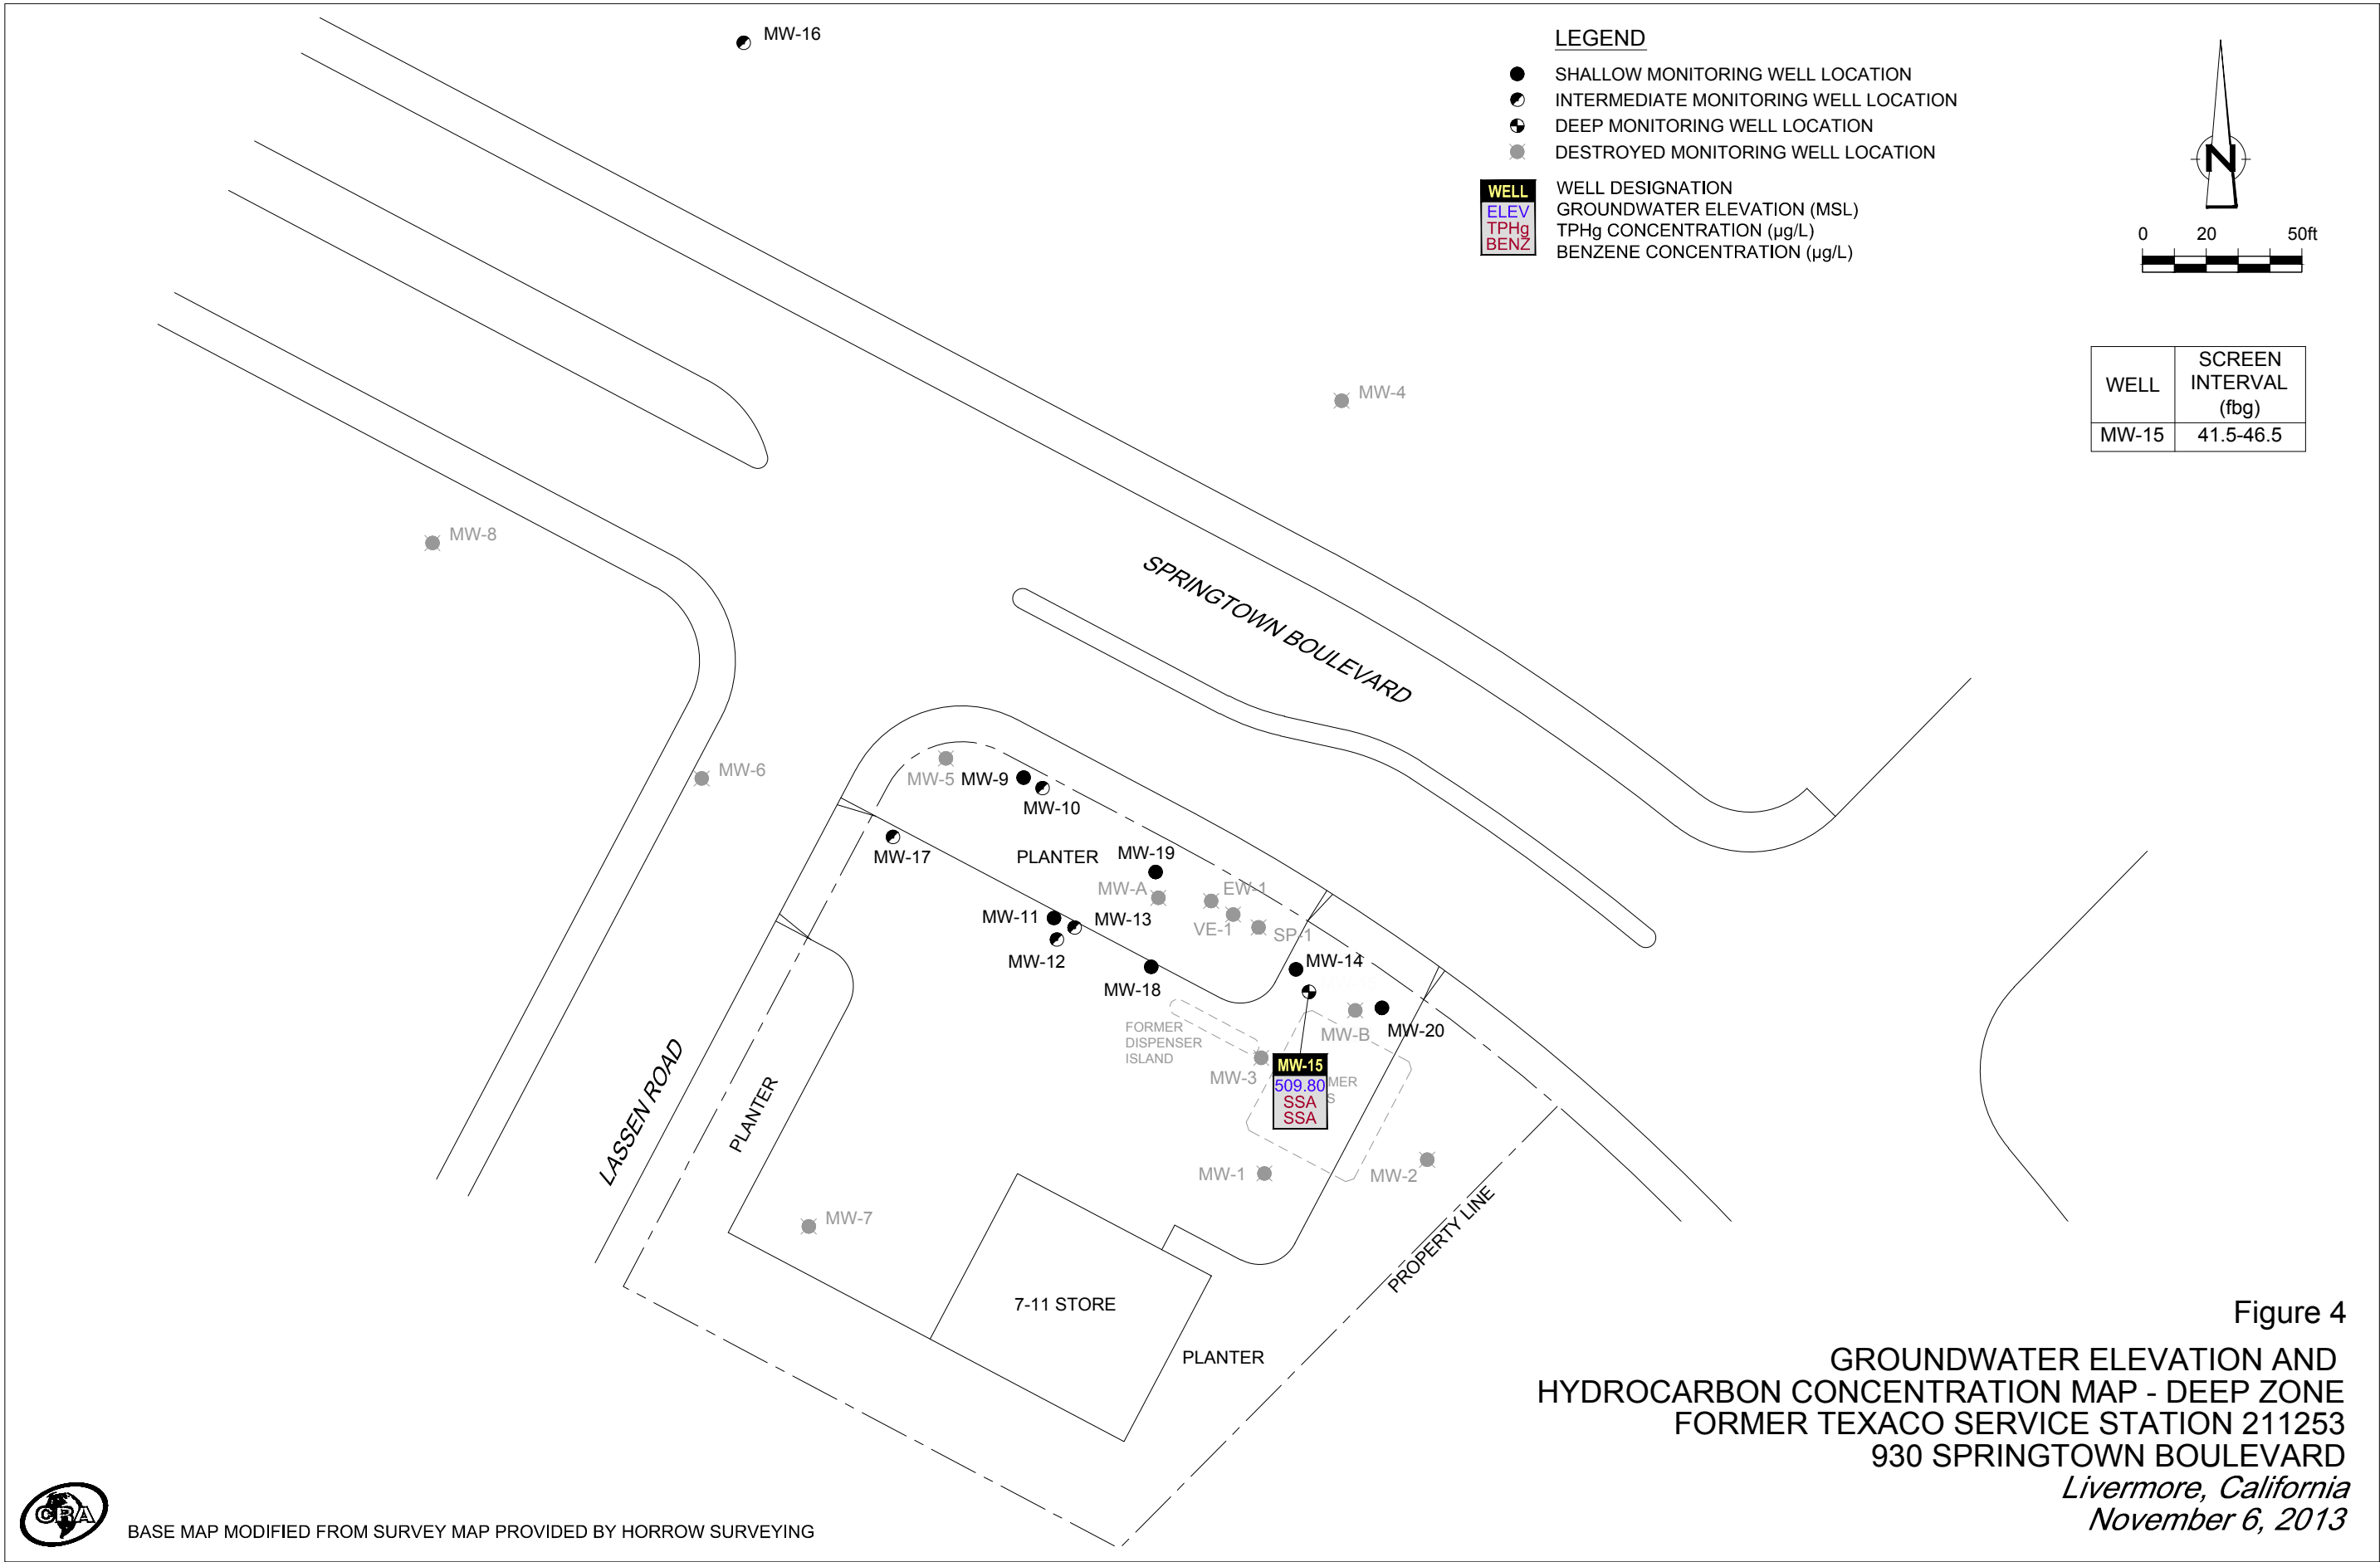 MW-16
LEGEND
SHALLOW MONITORING WELL LOCATION
INTERMEDIATE MONITORING WELL LOCATION
DEEP MONITORING WELL LOCATION
DESTROYED MONITORING WELL LOCATION
WELL
ELEV
TPHg
BENZ
WELL DESIGNATION
GROUNDWATER ELEVATION (MSL)
TPHg CONCENTRATION (µg/L)
BENZENE CONCENTRATION (µg/L)
N
0 20 50ft
WELL
SCREEN
INTERVAL
(fbg)
MW-15 41.5-46.5
MW-4
MW-8
SPRINGTOWN BOULEVARD
MW-6
MW-5 MW-9
MW-10
MW-17
PLANTER
MW-19
MW-A
EW-1
VE-1
SP-1
MW-11
MW-13
MW-12
MW-18
MW-14
MW-B
MW-20
FORMER
DISPENSER
ISLAND
MW-3
MW-15
509.80
SSA
SSA
MER
S
LASSEN ROAD
PLANTER
MW-1
MW-2
MW-7
PROPERTY LINE
7-11 STORE
PLANTER
Figure 4
GROUNDWATER ELEVATION AND
HYDROCARBON CONCENTRATION MAP - DEEP ZONE
FORMER TEXACO SERVICE STATION 211253
930 SPRINGTOWN BOULEVARD
Livermore, California
November 6, 2013
CRA
BASE MAP MODIFIED FROM SURVEY MAP PROVIDED BY HORROW SURVEYING